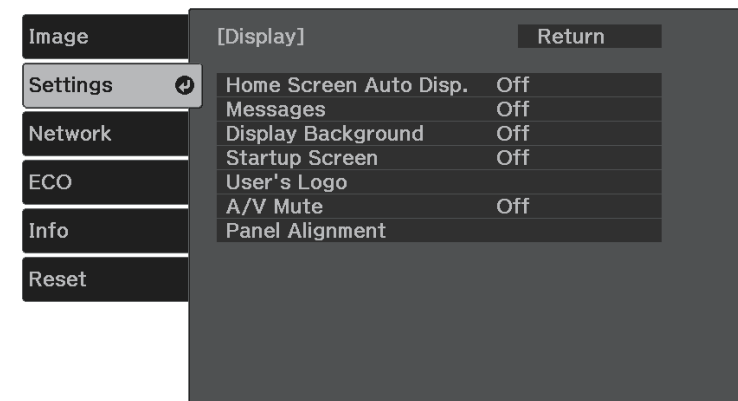 Image
Settings
Network
ECO
Info
Reset
[Display] Return
Home Screen Auto Disp. Off
Messages Off
Display Background Off
Startup Screen Off
User's Logo
A/V Mute Off
Panel Alignment